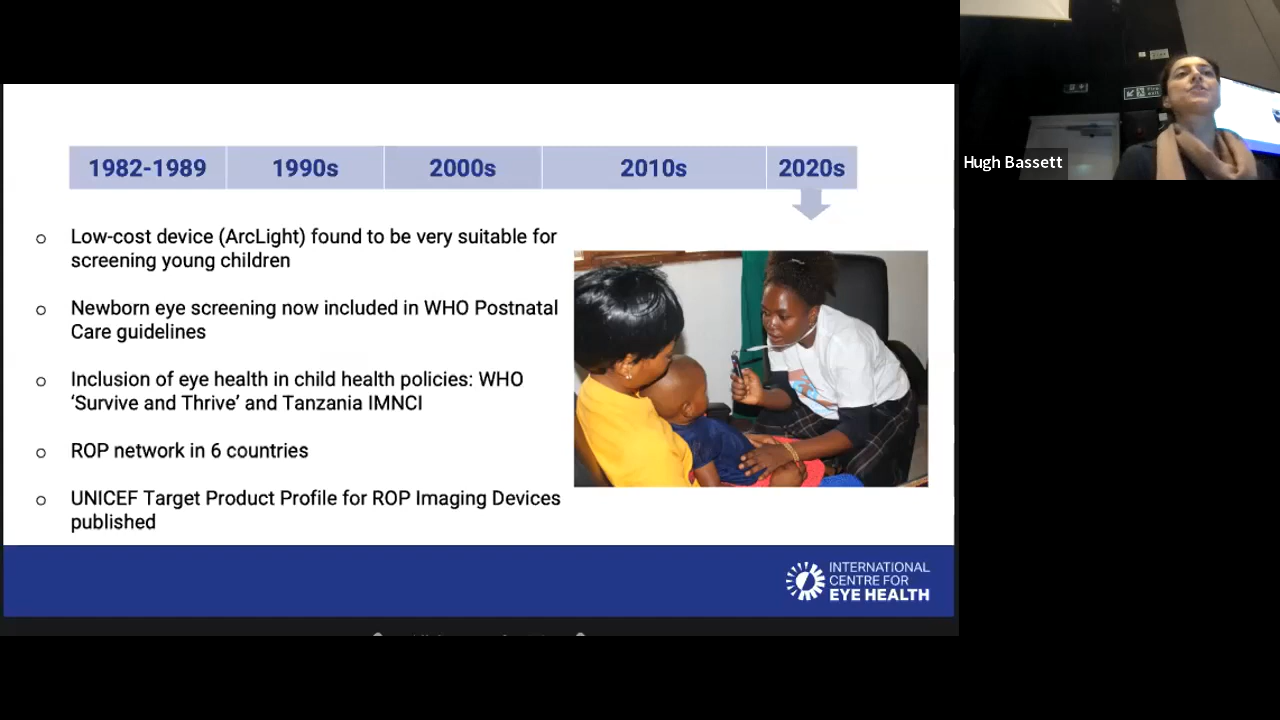 1982-1989 1990s 2000s 2010s 2020s
Low-cost device (ArcLight) found to be very suitable for
screening young children
Newborn eye screening now included in WHO Postnatal
Care guidelines
Inclusion of eye health in child health policies: WHO
‘Survive and Thrive’ and Tanzania IMNCI
ROP network in 6 countries
UNICEF Target Product Profile for ROP Imaging Devices
published
INTERNATIONAL
CENTRE FOR
EYE HEALTH
Hugh Bassett